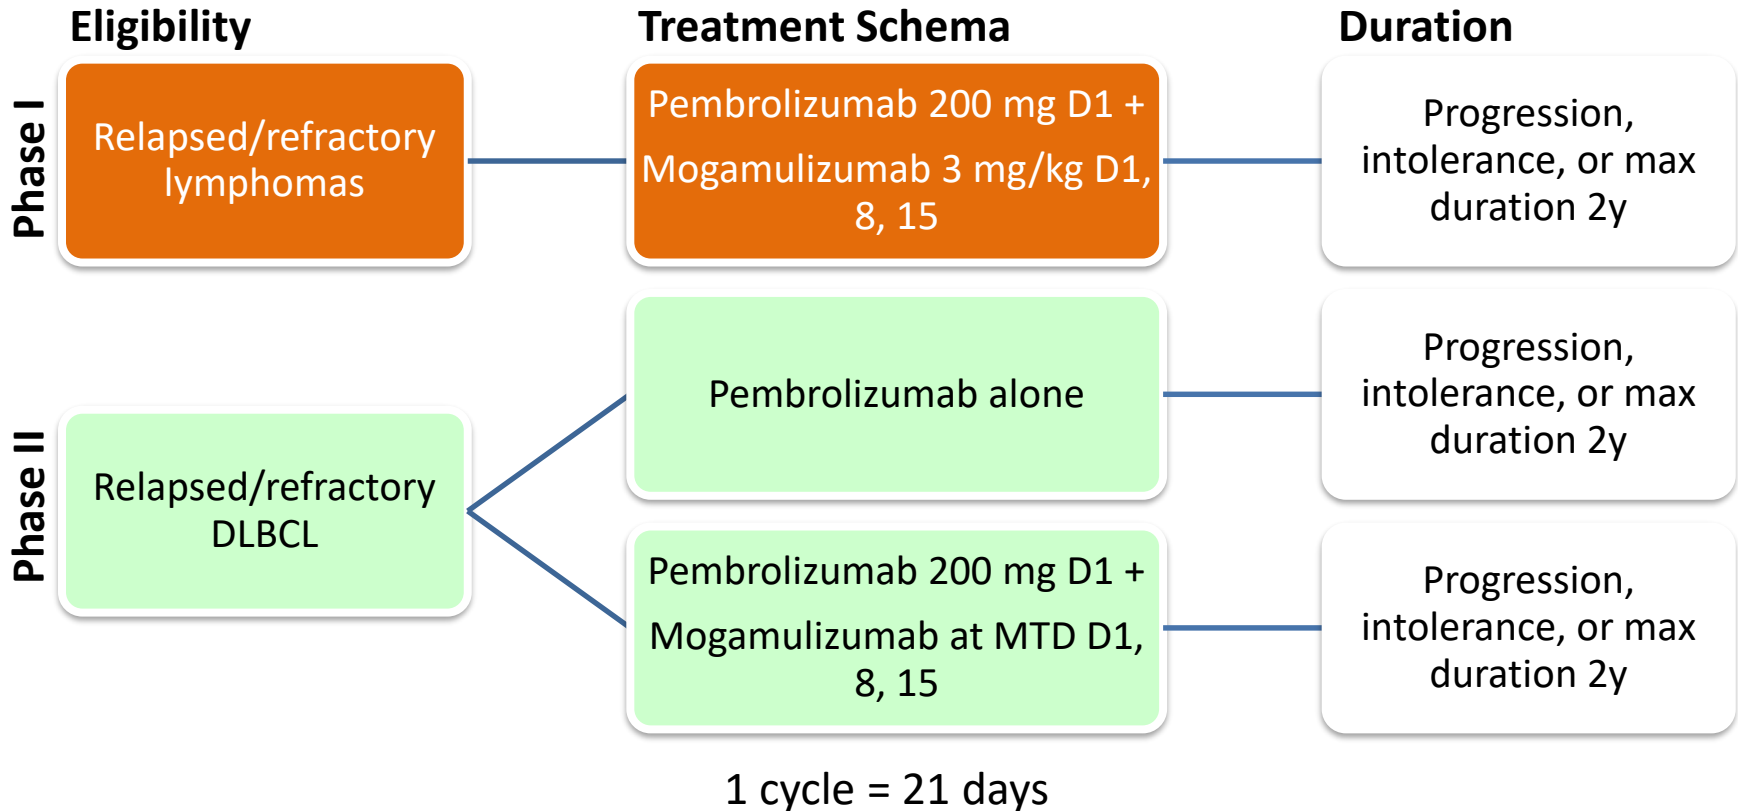 Eligibility
Treatment Schema
Duration
Phase I
Relapsed/refractory
lymphomas
Pembrolizumab 200 mg D1 +
Mogamulizumab 3 mg/kg D1,
8, 15
Progression,
intolerance, or max
duration 2y
Phase II
Relapsed/refractory
DLBCL
Pembrolizumab alone
Progression,
intolerance, or max
duration 2y
Pembrolizumab 200 mg D1 +
Mogamulizumab at MTD D1,
8, 15
Progression,
intolerance, or max
duration 2y
1 cycle = 21 days